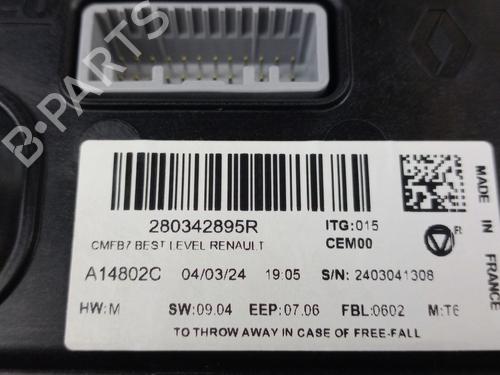 B-PARTS
280342895R
ITG:015
CMFB7 BEST LEVEL RENAULT
CEM00
A14802C 04/03/24 19:05 S/N: 2403041308
HW:M SW:09.04 EEP:07.06 FBL:0602 M:T6
TO THROW AWAY IN CASE OF FREE-FALL
MADE IN FRANCE